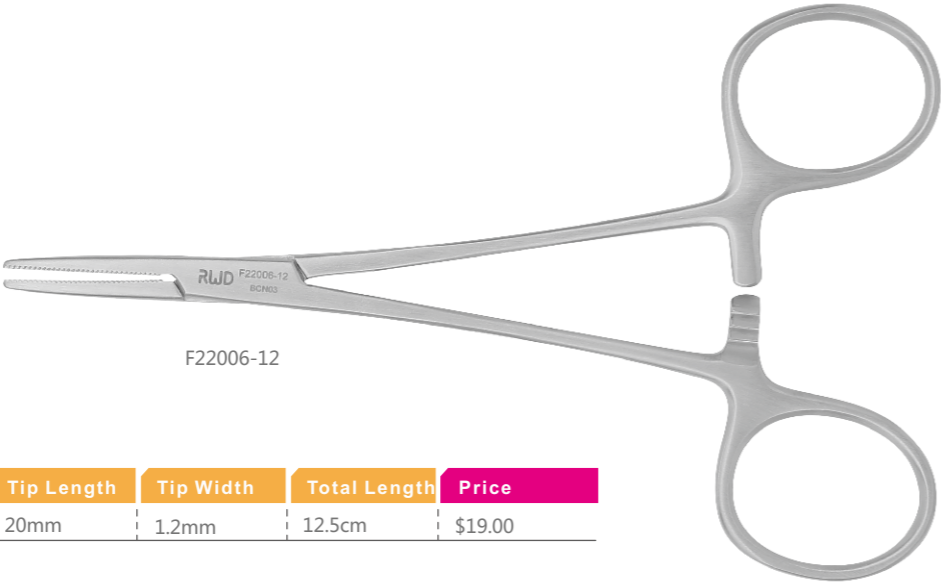 RWD F22006-12
BCN03
F22006-12
Tip Length Tip Width Total Length Price
20mm 1.2mm 12.5cm $19.00